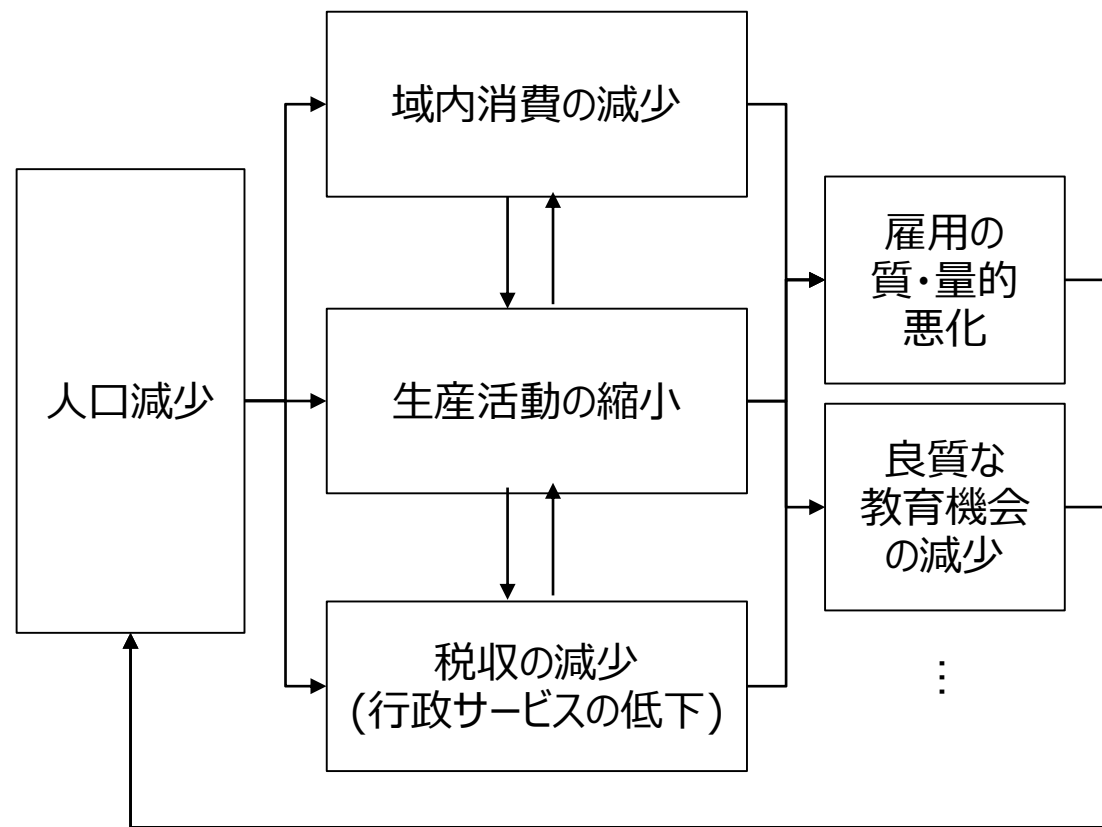 人口減少
域内消費の減少
生産活動の縮小
税収の減少
(行政サービスの低下)
雇用の
質・量的
悪化
良質な
教育機会
の減少
…